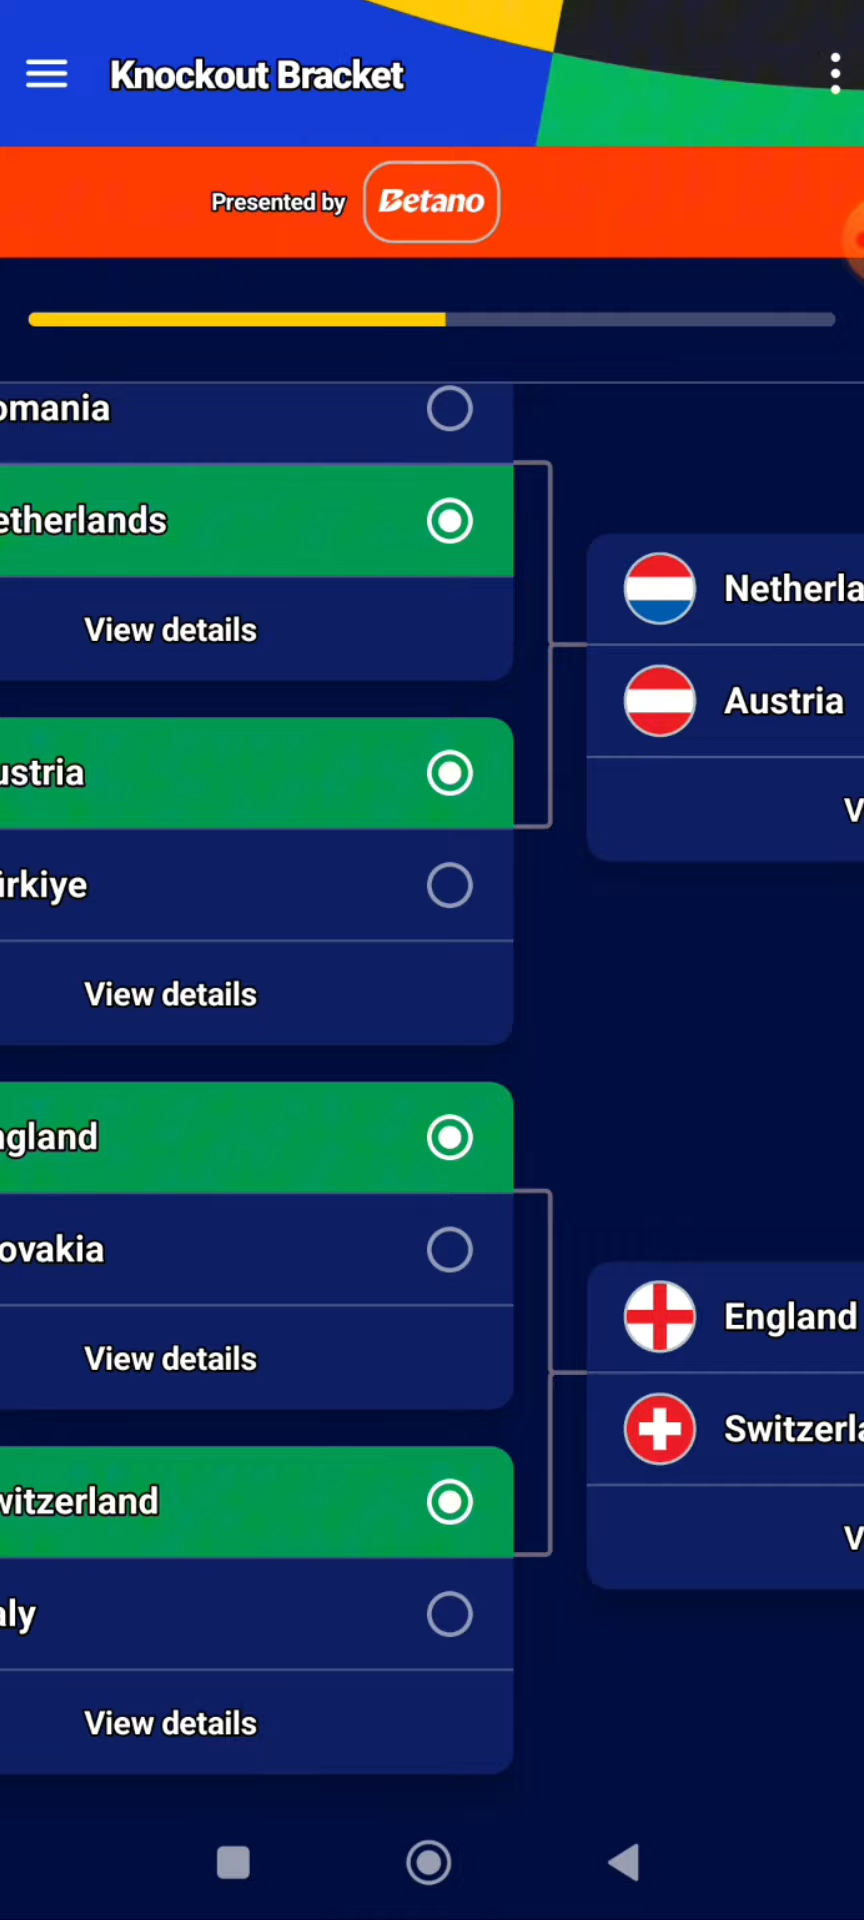 Knockout Bracket
Presented by Betano
omania
etherlands
View details
Netherla
Austria
V
ustria
ürkiye
View details
ngland
ovakia
View details
England
Switzerla
V
witzerland
aly
View details